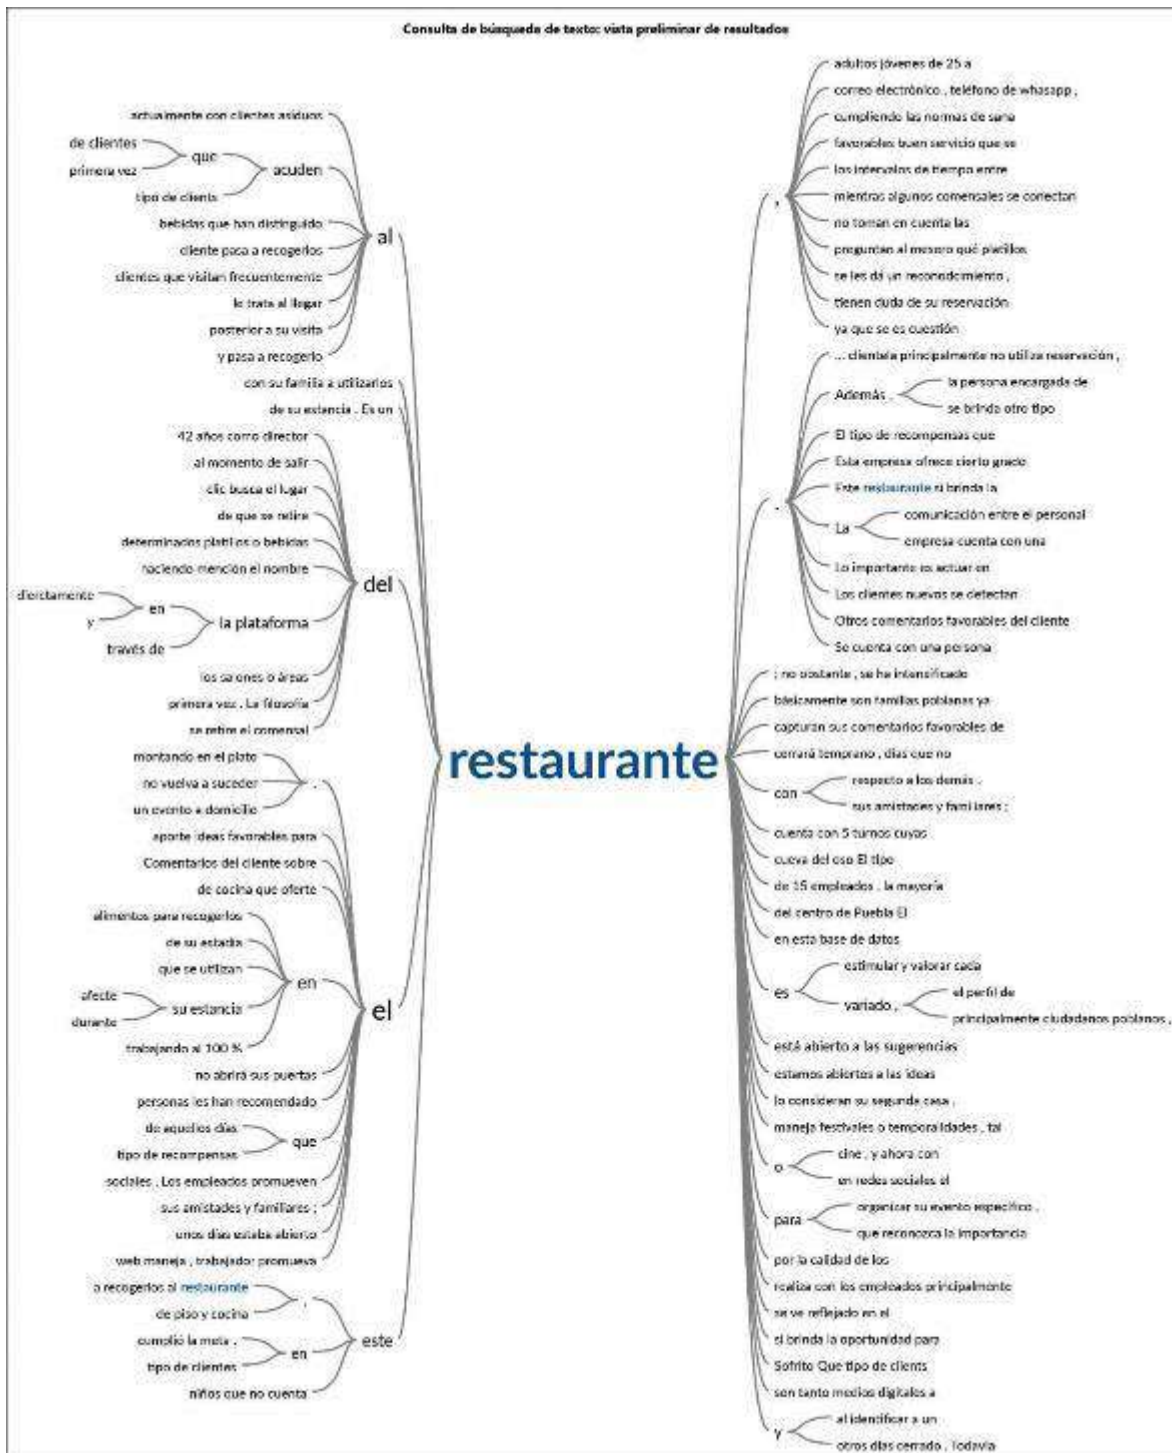 Consulta de búsqueda de texto: vista preliminar de resultados
actualmente con clientes asiduos
de clientes
primera vez
que
tipo de clients
acuden
bebidas que han distinguido
cliente pasa a recogerlos
clientes que visitan frecuentemente
le trata al llegar
posterior a su visita
y pasa a recogerlo
al
con su familia a utilizarlos
de su estancia . Es un
42 años como director
al momento de salir
clic busca el lugar
de que se retire
determinados platillos o bebidas
haciendo mención el nombre
dierctamente
y
en
través de
la plataforma
los salones o áreas
primera vez . La filosofía
se retire el comensal
del
montando en el plato
no vuelva a suceder
un evento a domicilio
,
aporte ideas favorables para
Comentarios del cliente sobre
de cocina que oferte
alimentos para recogerlos
de su estadía
que se utilizan
afecte
durante
su estancia
trabajando al 100 %
en
no abrirá sus puertas
personas les han recomendado
de aquellos días
tipo de recompensas
que
sociales . Los empleados promueven
sus amistades y familiares ;
unos días estaba abierto
web maneja , trabajador promueva
el
a recogerlos al restaurante
de piso y cocina
,
cumplió la meta .
tipo de clientes
en
niños que no cuenta
este
restaurante
,
adultos jóvenes de 25 a
correo electrónico , teléfono de whasapp ,
cumpliendo las normas de sana
favorables buen servicio que se
los intervalos de tiempo entre
mientras algunos comensales se conectan
no toman en cuenta las
preguntan al mesero qué platillos
se les dá un reconodcimiento ,
tienen duda de su reservación
ya que se es cuestión
.
... clientela principalmente no utiliza reservación ,
Además ,
la persona encargada de
se brinda otro tipo
El tipo de recompensas que
Esta empresa ofrece cierto grado
Este restaurante si brinda la
La
comunicación entre el personal
empresa cuenta con una
Lo importante es actuar en
Los clientes nuevos se detectan
Otros comentarios favorables del cliente
Se cuenta con una persona
; no obstante , se ha intensificado
básicamente son familias poblanas ya
capturan sus comentarios favorables de
cerrará temprano , días que no
con
respecto a los demás .
sus amistades y familiares ;
cuenta con 5 turnos cuyas
cueva del oso El tipo
de 15 empleados , la mayoría
del centro de Puebla El
en esta base de datos
es
estimular y valorar cada
variado ,
el perfil de
principalmente ciudadanos poblanos ,
está abierto a las sugerencias
estamos abiertos a las ideas
lo consideran su segunda casa ,
maneja festivales o temporalidades , tal
o
cine , y ahora con
en redes sociales el
para
organizar su evento específico .
que reconozca la importancia
por la calidad de los
realiza con los empleados principalmente
se ve reflejado en el
si brinda la oportunidad para
Sofrito Que tipo de clients
son tanto medios digitales a
y
al identificar a un
otros días cerrado . Todavía